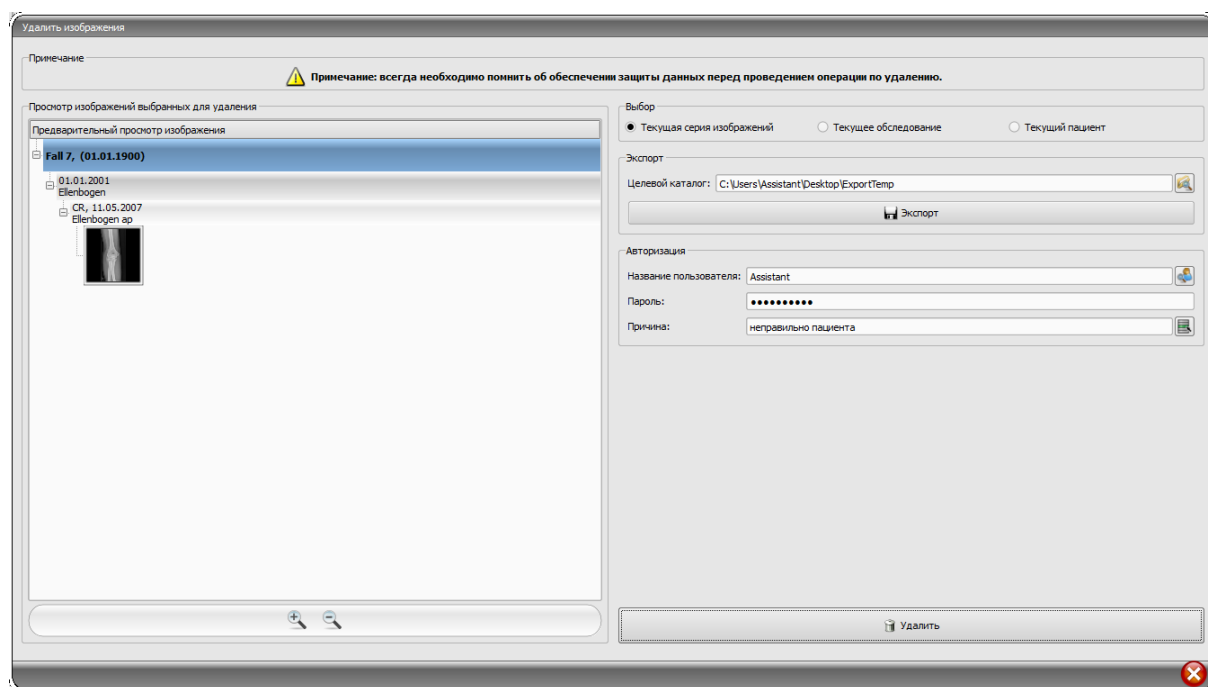 Удалить изображения
Примечание
Примечание: всегда необходимо помнить об обеспечении защиты данных перед проведением операции по удалению.
Просмотр изображений выбранных для удаления
Предварительный просмотр изображения
Fall 7, (01.01.1900)
01.01.2001
Ellenbogen
CR, 11.05.2007
Ellenbogen ap
Выбор
Текущая серия изображений Текущее обследование Текущий пациент
Экспорт
Целевой каталог: C:\Users\Assistant\Desktop\ExportTemp
Экспорт
Авторизация
Название пользователя: Assistant
Пароль: ••••••••••
Причина: неправильно пациента
Удалить